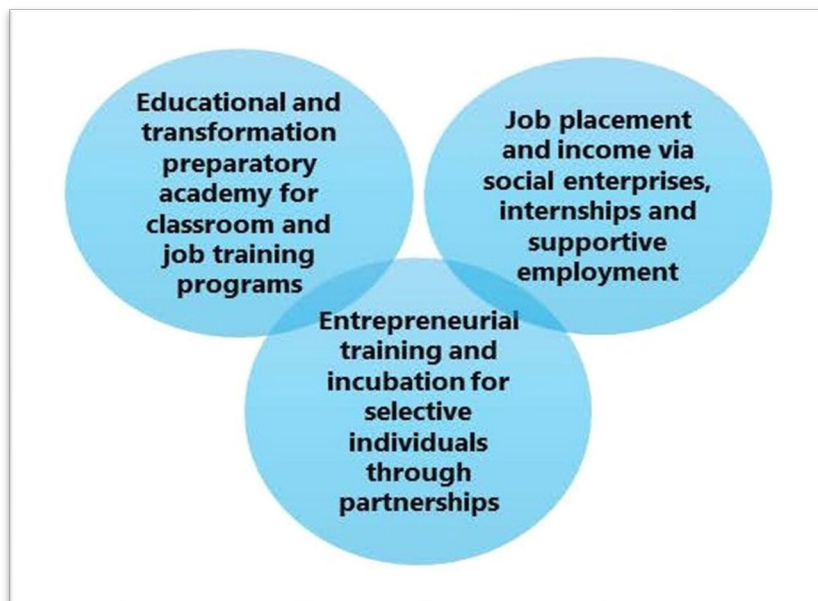 Educational and
transformation
preparatory
academy for
classroom and
job training
programs
Job placement
and income via
social enterprises,
internships and
supportive
employment
Entrepreneurial
training and
incubation for
selective
individuals
through
partnerships